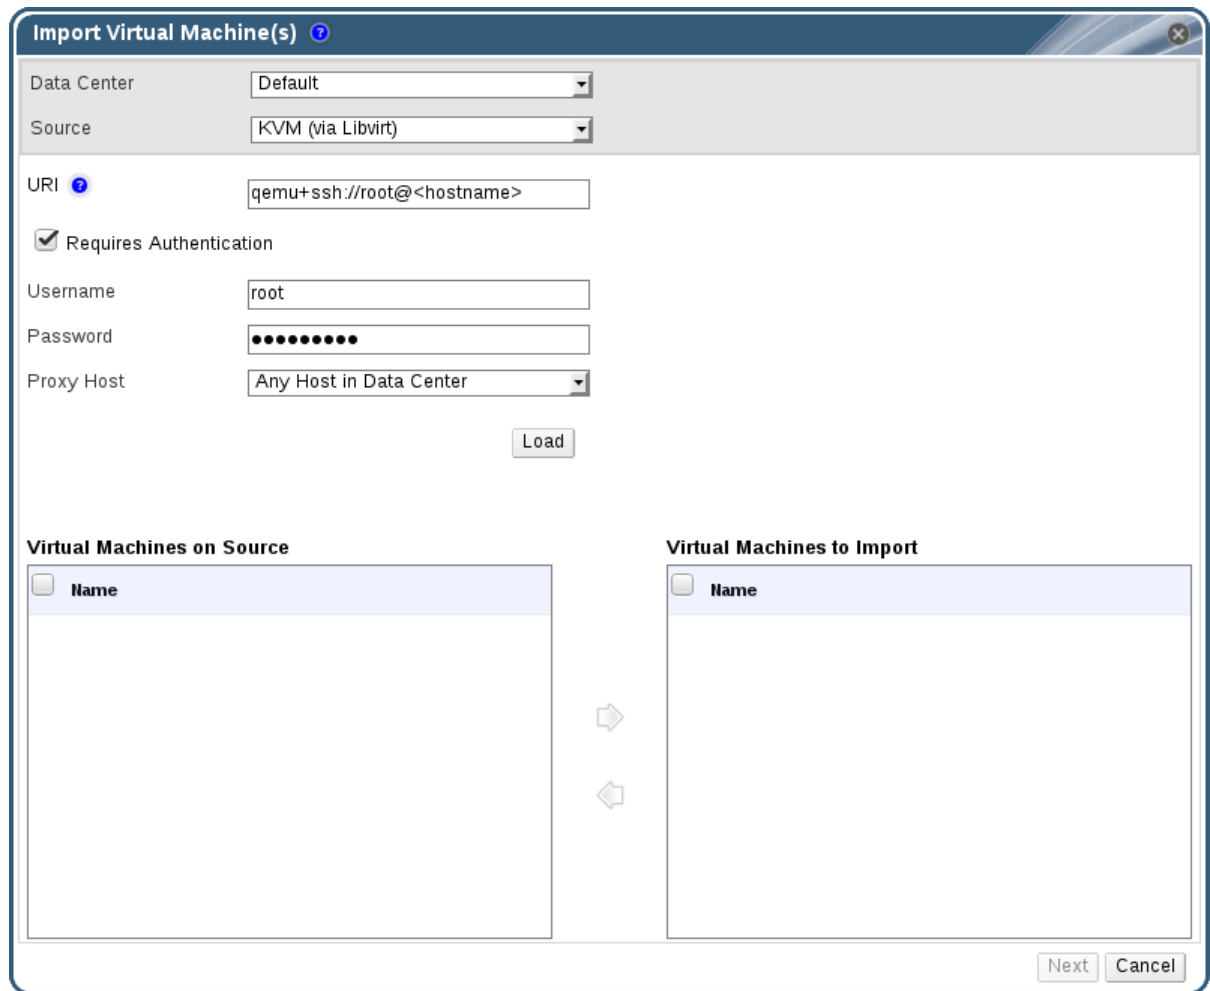 Import Virtual Machine(s) ?
Data Center Default
Source KVM (via Libvirt)
URI ? qemu+ssh://root@<hostname>
Requires Authentication
Username root
Password •••••••••
Proxy Host Any Host in Data Center
Load
Virtual Machines on Source Virtual Machines to Import
Name Name
Next Cancel